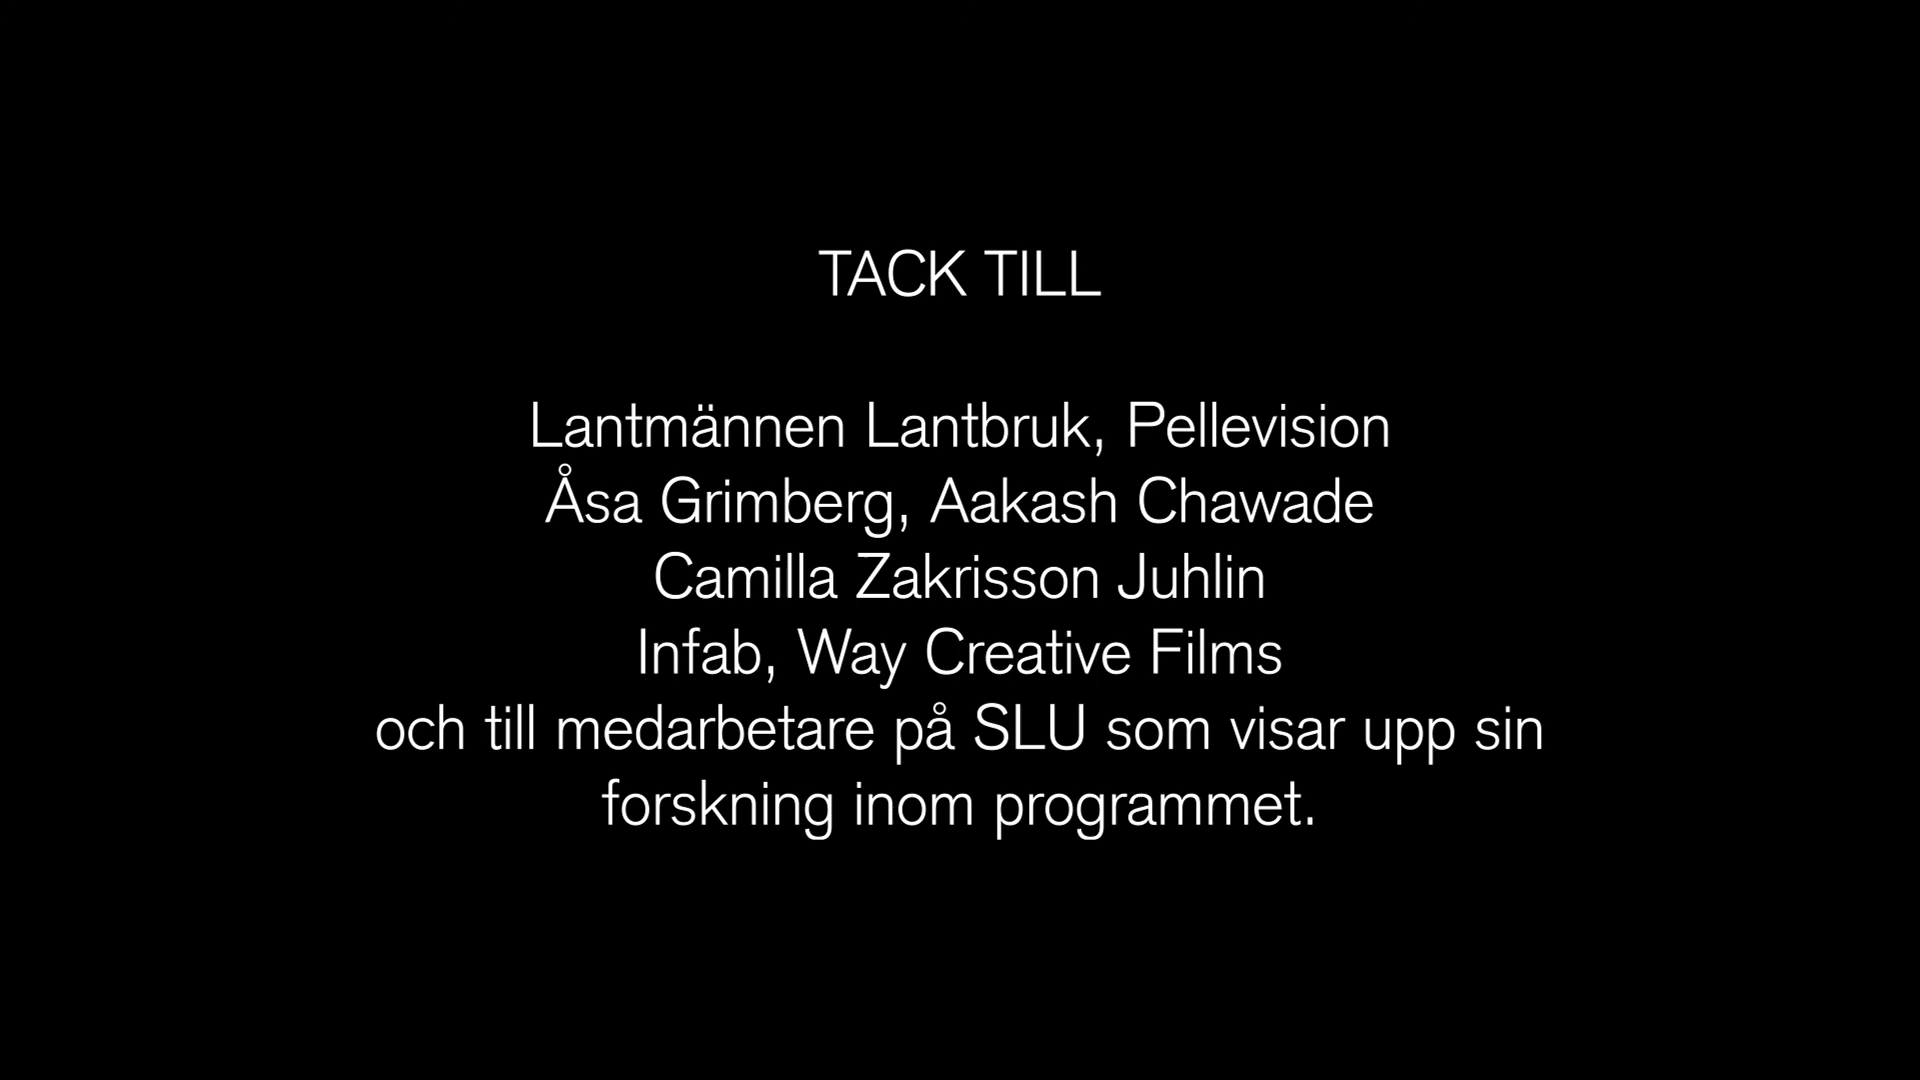 TACK TILL
Lantmännen Lantbruk, Pellevision
Åsa Grimberg, Aakash Chawade
Camilla Zakrisson Juhlin
Infab, Way Creative Films
och till medarbetare på SLU som visar upp sin
forskning inom programmet.